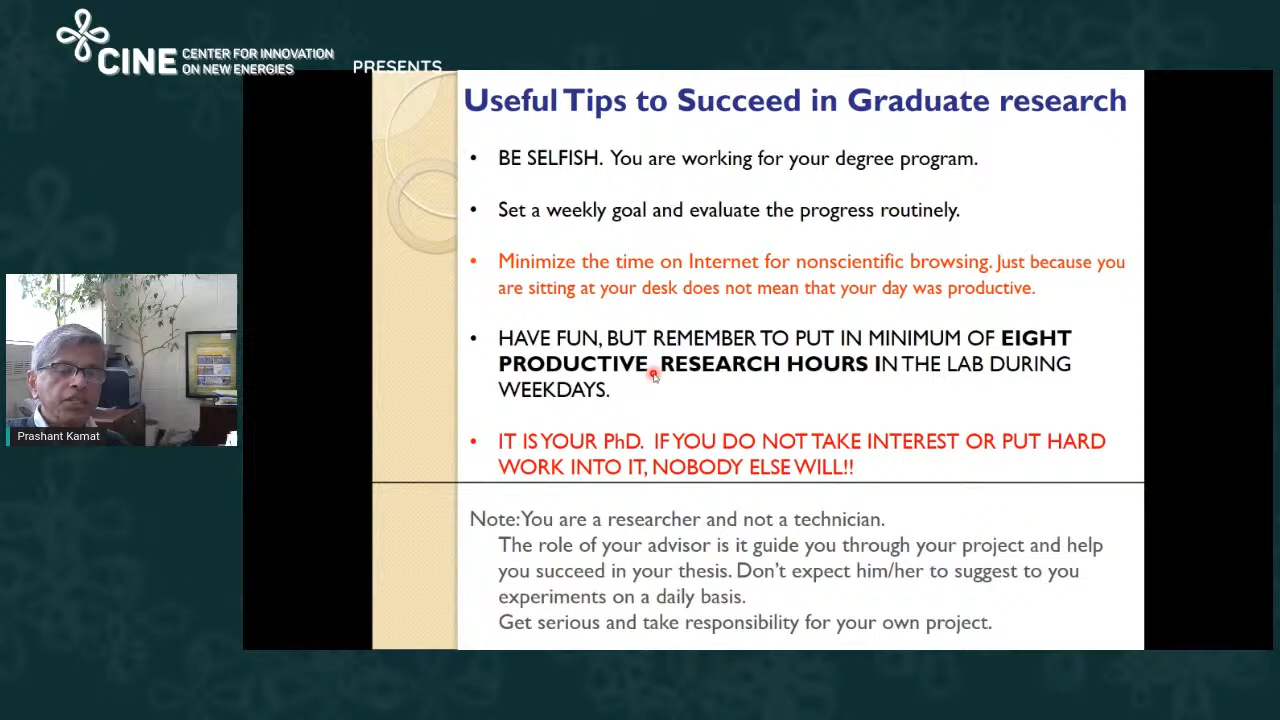 CINE CENTER FOR INNOVATION
ON NEW ENERGIES
PRESENTS
Useful Tips to Succeed in Graduate research
• BE SELFISH. You are working for your degree program.
• Set a weekly goal and evaluate the progress routinely.
• Minimize the time on Internet for nonscientific browsing. Just because you
are sitting at your desk does not mean that your day was productive.
• HAVE FUN, BUT REMEMBER TO PUT IN MINIMUM OF EIGHT
PRODUCTIVE RESEARCH HOURS IN THE LAB DURING
WEEKDAYS.
• IT IS YOUR PhD. IF YOU DO NOT TAKE INTEREST OR PUT HARD
WORK INTO IT, NOBODY ELSE WILL!!
Note: You are a researcher and not a technician.
The role of your advisor is it guide you through your project and help
you succeed in your thesis. Don't expect him/her to suggest to you
experiments on a daily basis.
Get serious and take responsibility for your own project.
Prashant Kamat